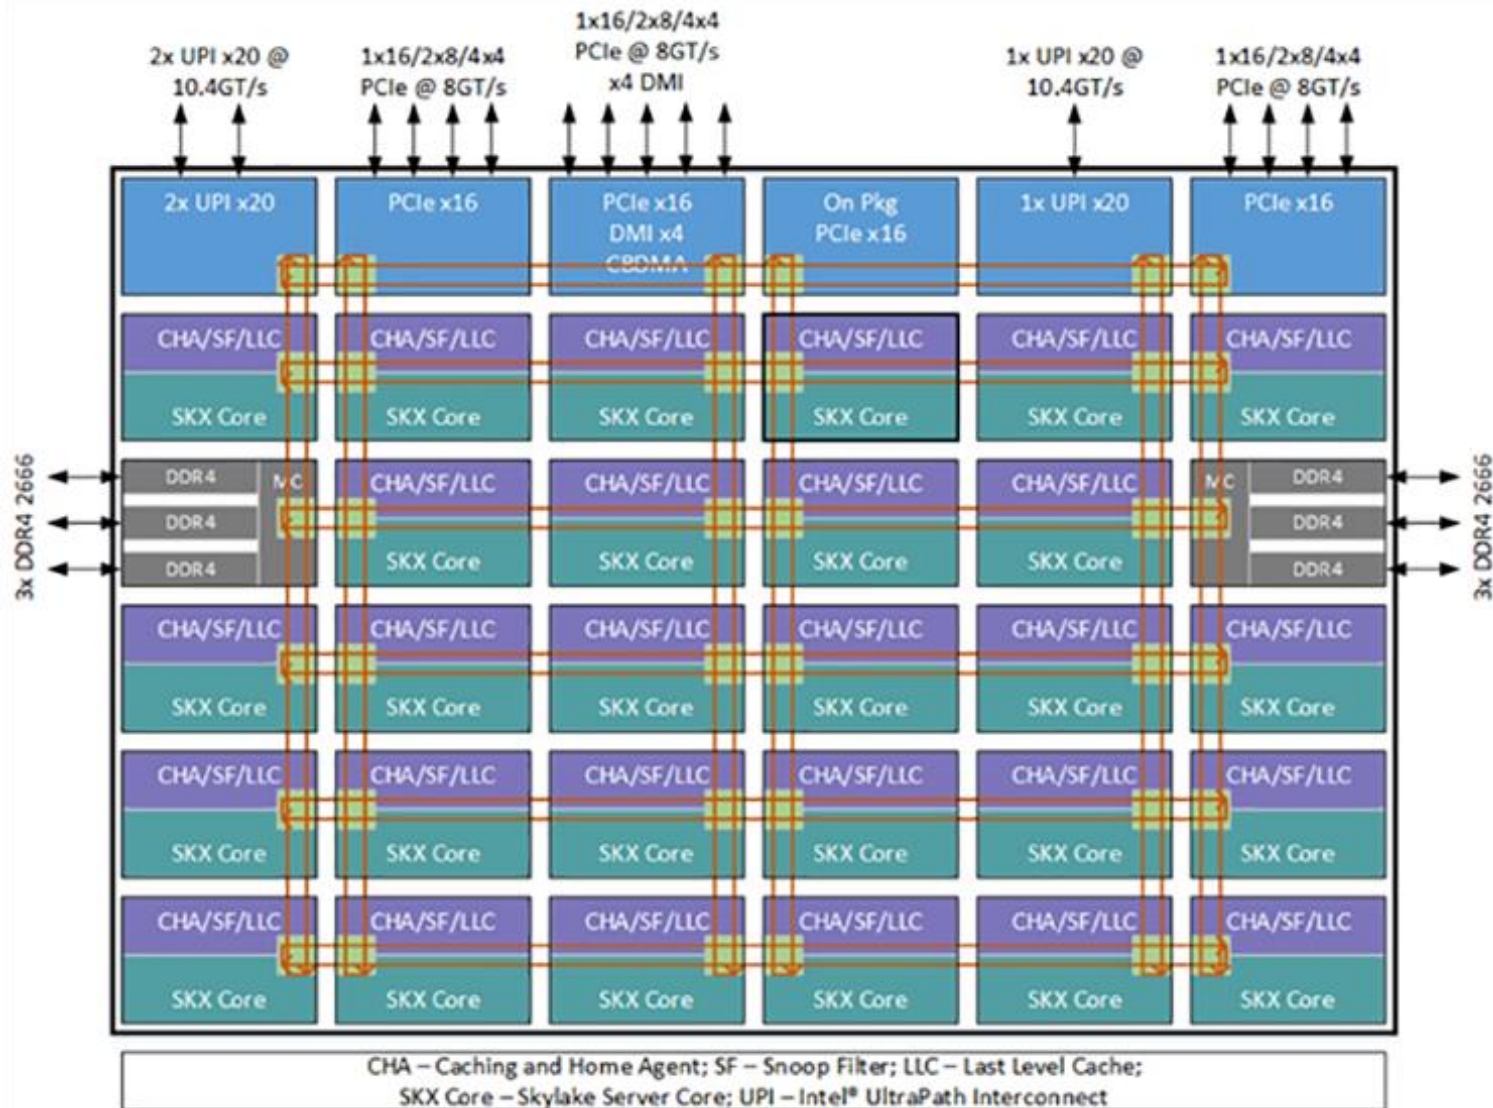 2x UPI x20 @
10.4GT/s
1x16/2x8/4x4
PCIe @ 8GT/s
1x16/2x8/4x4
PCIe @ 8GT/s
x4 DMI
1x UPI x20 @
10.4GT/s
1x16/2x8/4x4
PCIe @ 8GT/s
2x UPI x20
PCIe x16
PCIe x16
DMI x4
CBDMA
On Pkg
PCIe x16
1x UPI x20
PCIe x16
CHA/SF/LLC
SKX Core
CHA/SF/LLC
SKX Core
CHA/SF/LLC
SKX Core
CHA/SF/LLC
SKX Core
CHA/SF/LLC
SKX Core
CHA/SF/LLC
SKX Core
3x DDR4 2666
DDR4
DDR4
DDR4
MC
CHA/SF/LLC
SKX Core
CHA/SF/LLC
SKX Core
CHA/SF/LLC
SKX Core
CHA/SF/LLC
SKX Core
MC
DDR4
DDR4
DDR4
3x DDR4 2666
CHA/SF/LLC
SKX Core
CHA/SF/LLC
SKX Core
CHA/SF/LLC
SKX Core
CHA/SF/LLC
SKX Core
CHA/SF/LLC
SKX Core
CHA/SF/LLC
SKX Core
CHA/SF/LLC
SKX Core
CHA/SF/LLC
SKX Core
CHA/SF/LLC
SKX Core
CHA/SF/LLC
SKX Core
CHA/SF/LLC
SKX Core
CHA/SF/LLC
SKX Core
CHA/SF/LLC
SKX Core
CHA/SF/LLC
SKX Core
CHA/SF/LLC
SKX Core
CHA/SF/LLC
SKX Core
CHA/SF/LLC
SKX Core
CHA/SF/LLC
SKX Core
CHA – Caching and Home Agent; SF – Snoop Filter; LLC – Last Level Cache;
SKX Core – Skylake Server Core; UPI – Intel® UltraPath Interconnect